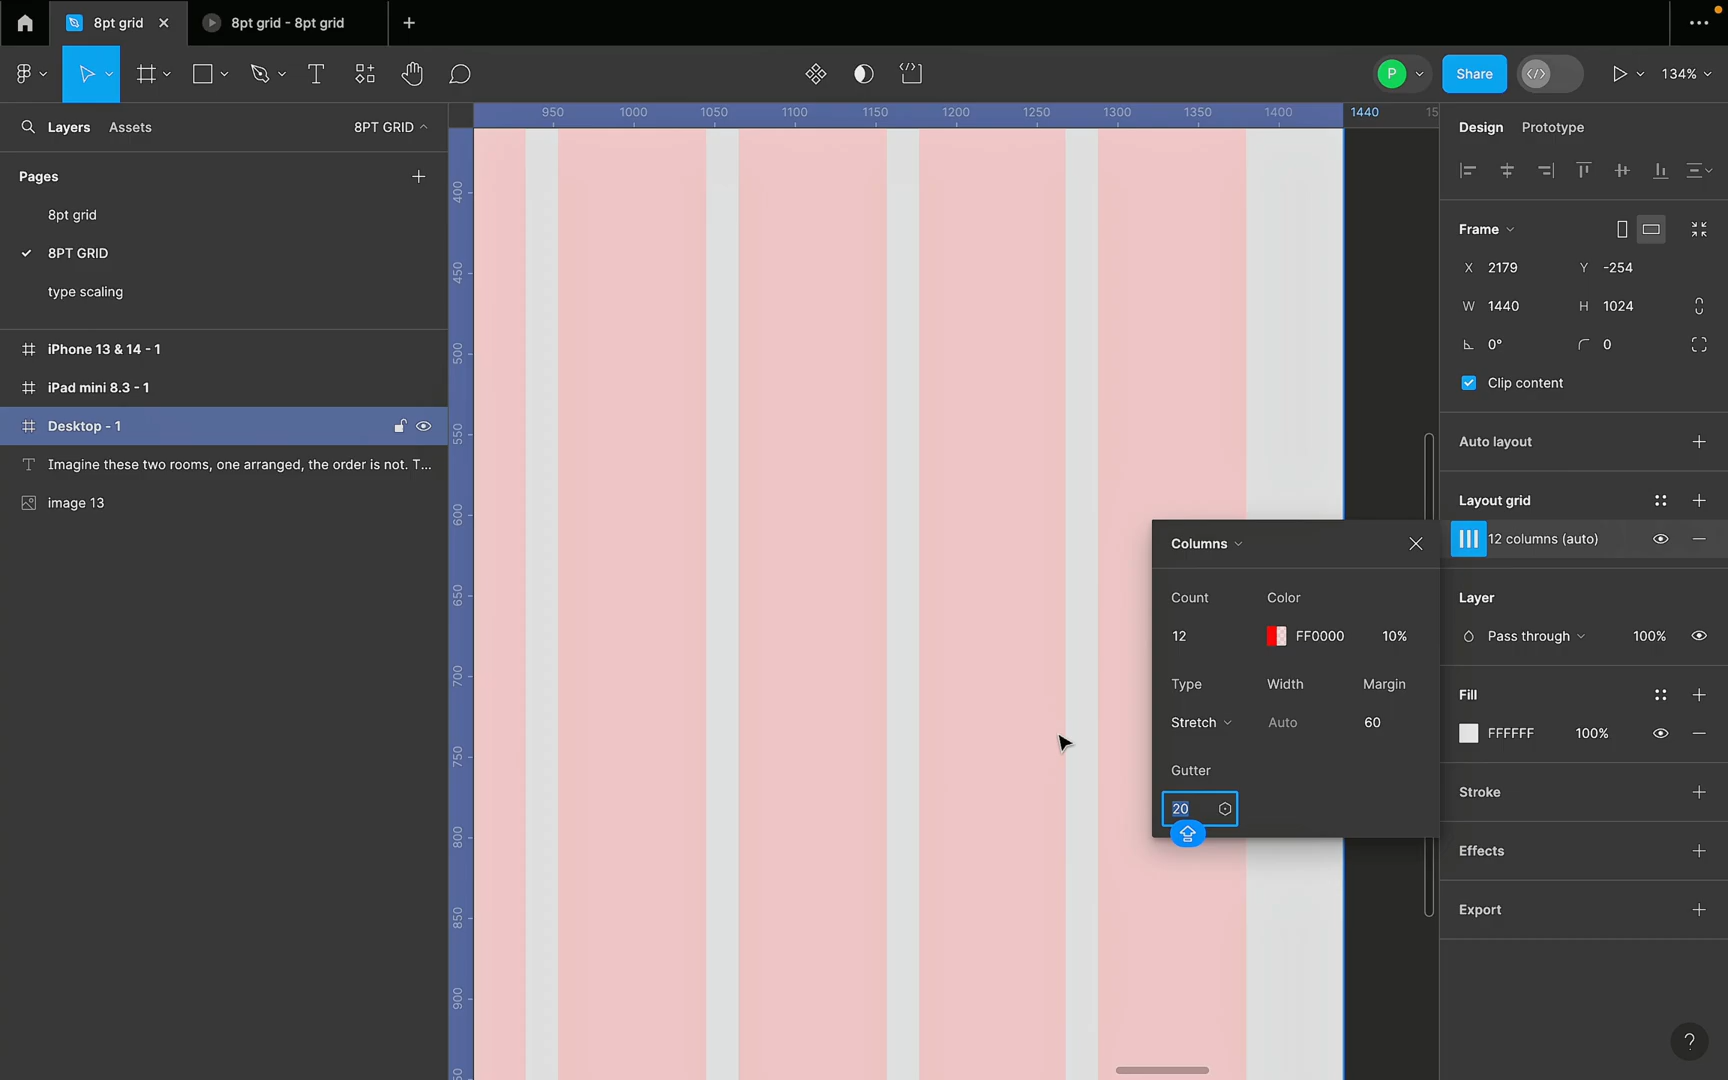 8pt grid
8pt grid - 8pt grid
P
Share
134%
Layers
Assets
8PT GRID
Pages
8pt grid
8PT GRID
type scaling
iPhone 13 & 14 - 1
iPad mini 8.3 - 1
Desktop - 1
Imagine these two rooms, one arranged, the order is not. T...
image 13
950
1000
1050
1100
1150
1200
1250
1300
1350
1400
1440
15
400
450
500
550
600
650
700
750
800
850
900
Design
Prototype
Frame
X 2179
Y -254
W 1440
H 1024
0°
0
Clip content
Auto layout
Layout grid
12 columns (auto)
Layer
Pass through
100%
Fill
FFFFFF
100%
Stroke
Effects
Export
?
Columns
Count
Color
12
FF0000
10%
Type
Width
Margin
Stretch
Auto
60
Gutter
20